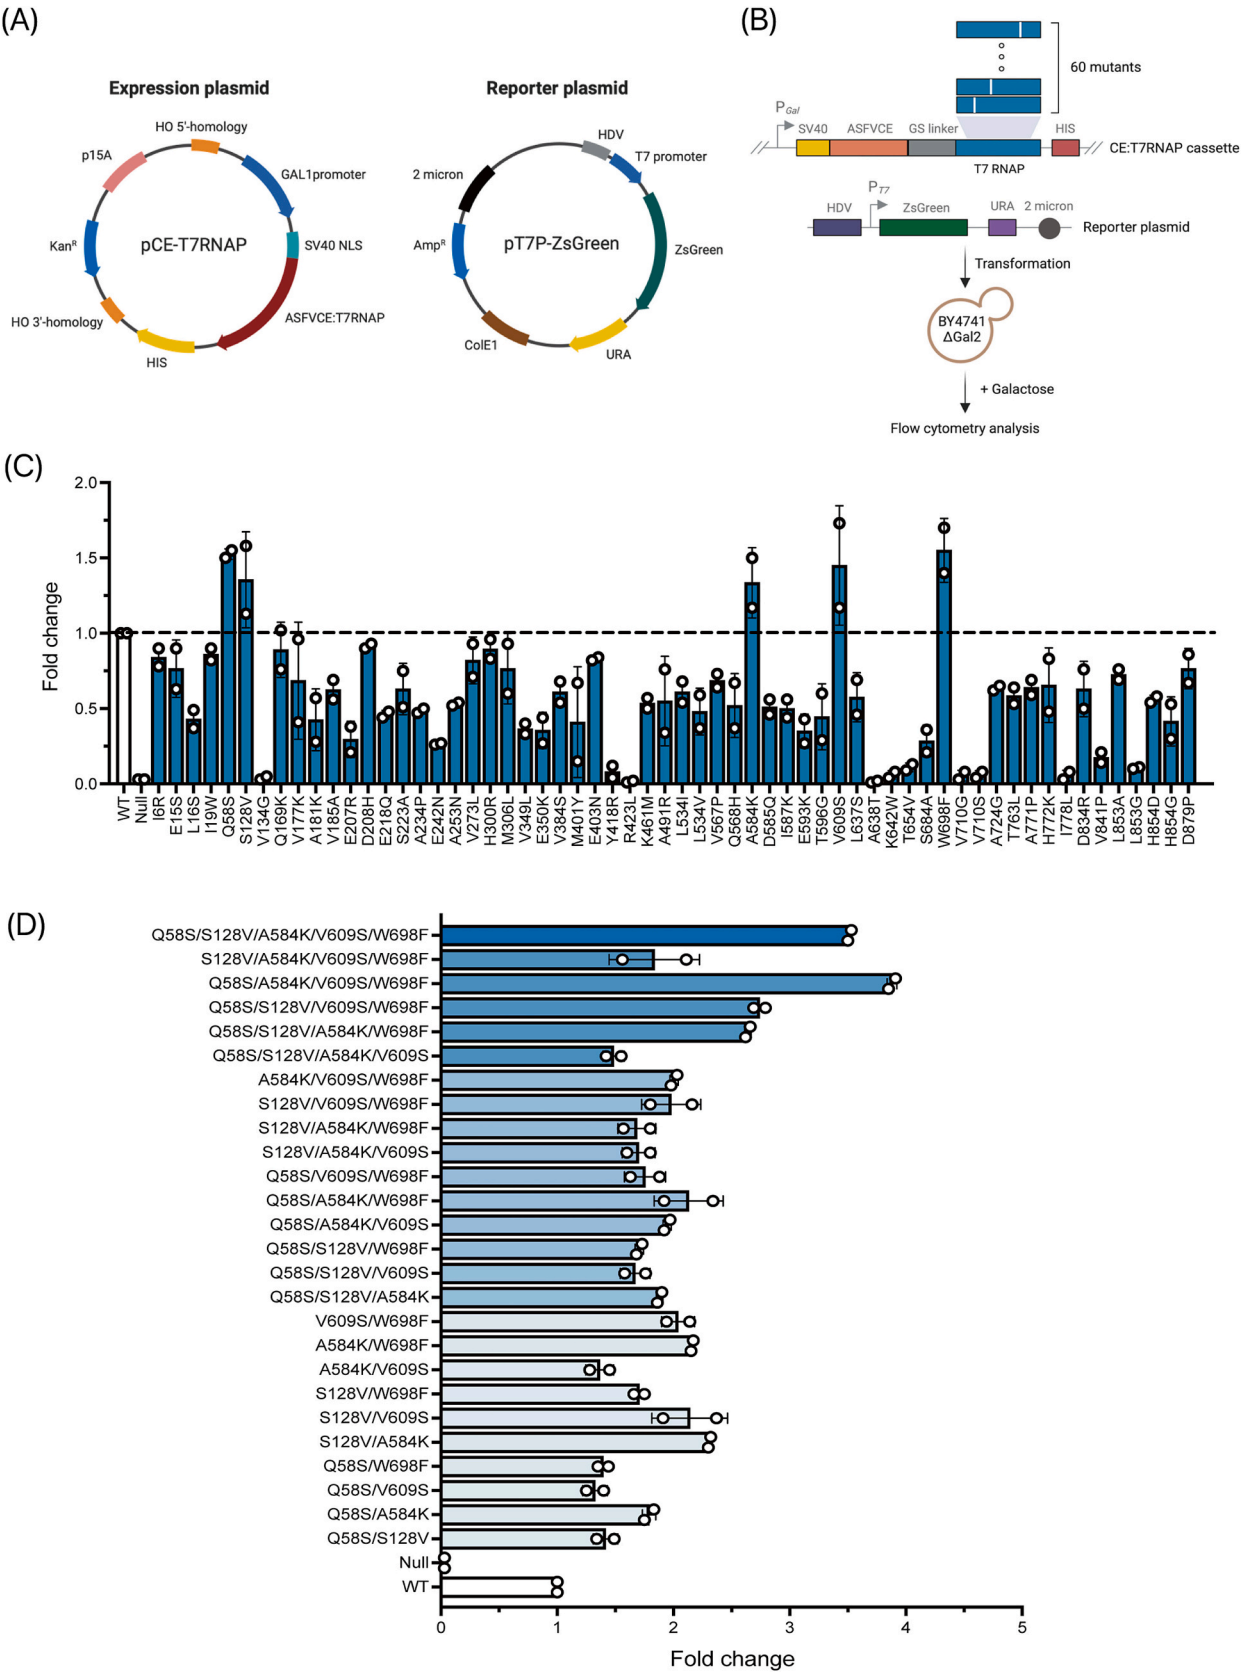 (A)
Expression plasmid
HO 5'-homology
p15A
GAL1promoter
Kanᴿ
pCE-T7RNAP
SV40 NLS
HO 3'-homology
ASFVCE:T7RNAP
HIS
Reporter plasmid
HDV
T7 promoter
2 micron
Ampᴿ
pT7P-ZsGreen
ZsGreen
ColE1
URA
(B)
60 mutants
PGal
SV40 ASFVCE GS linker HIS
CE:T7RNAP cassette
T7 RNAP
PT7
HDV ZsGreen URA 2 micron
Reporter plasmid
Transformation
BY4741
ΔGal2
+ Galactose
Flow cytometry analysis
(C)
Fold change
2.0
1.5
1.0
0.5
0.0
WT
Null
I6R
E15S
L16S
I19W
Q58S
S128V
V134G
Q169K
V177K
A181K
V185A
E207R
D208H
E218Q
S223A
A234P
E242N
A253N
V273L
H300R
M306L
V349L
E350K
V384S
M401Y
E403N
Y418R
R423L
K461M
A491R
L534I
L534V
V567P
Q568H
A584K
D585Q
I587K
E593K
T596G
V609S
L637S
A638T
K642W
T654V
S684A
W698F
V710G
V710S
A724G
T763L
A771P
H772K
I778L
D834R
V841P
L853A
L853G
H854D
H854G
D879P
(D)
Q58S/S128V/A584K/V609S/W698F
S128V/A584K/V609S/W698F
Q58S/A584K/V609S/W698F
Q58S/S128V/V609S/W698F
Q58S/S128V/A584K/W698F
Q58S/S128V/A584K/V609S
A584K/V609S/W698F
S128V/V609S/W698F
S128V/A584K/W698F
S128V/A584K/V609S
Q58S/V609S/W698F
Q58S/A584K/W698F
Q58S/A584K/V609S
Q58S/S128V/W698F
Q58S/S128V/V609S
Q58S/S128V/A584K
V609S/W698F
A584K/W698F
A584K/V609S
S128V/W698F
S128V/V609S
S128V/A584K
Q58S/W698F
Q58S/V609S
Q58S/A584K
Q58S/S128V
Null
WT
0 1 2 3 4 5
Fold change